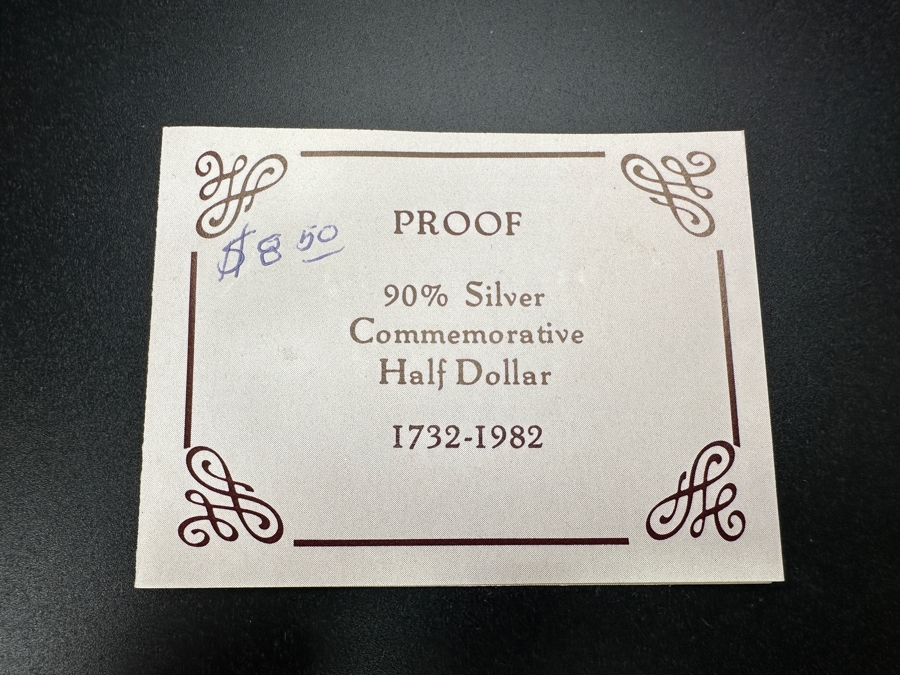 PROOF
$8 50
90% Silver
Commemorative
Half Dollar
1732-1982